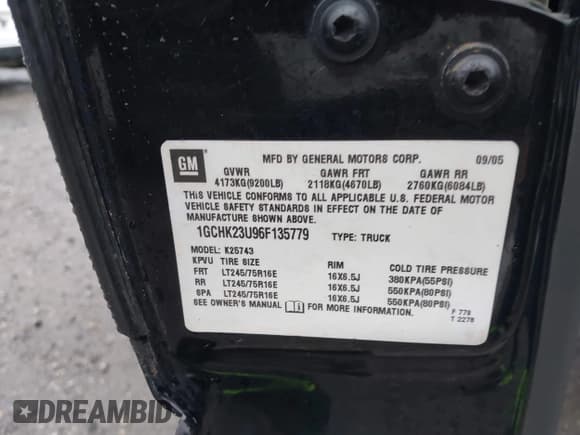 GM MFD BY GENERAL MOTORS CORP. 09/05
GVWR GAWR FRT GAWR RR
4173KG(9200LB) 2118KG(4670LB) 2760KG(6084LB)
THIS VEHICLE CONFORMS TO ALL APPLICABLE U.S. FEDERAL MOTOR
VEHICLE SAFETY STANDARDS IN EFFECT ON THE DATE OF
MANUFACTURE SHOWN ABOVE.
1GCHK23U96F135779 TYPE: TRUCK
MODEL: K25743
KPVU TIRE SIZE RIM COLD TIRE PRESSURE
FRT LT245/75R16E 16X6.5J 380KPA(55PSI)
RR LT245/75R16E 16X6.5J 550KPA(80PSI)
SPA LT245/75R16E 16X6.5J 550KPA(80PSI)
SEE OWNER'S MANUAL FOR MORE INFORMATION.
F 779
T 2278
DREAMBID